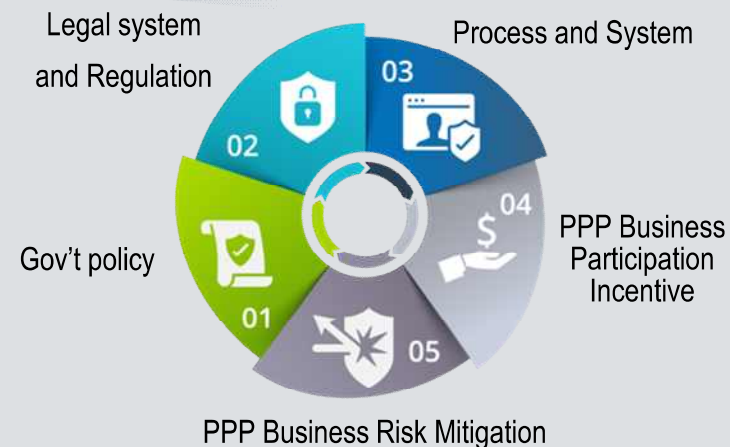 Legal system
and Regulation
Process and System
03
02
$
04
PPP Business
Participation
Incentive
Gov't policy
01
05
PPP Business Risk Mitigation